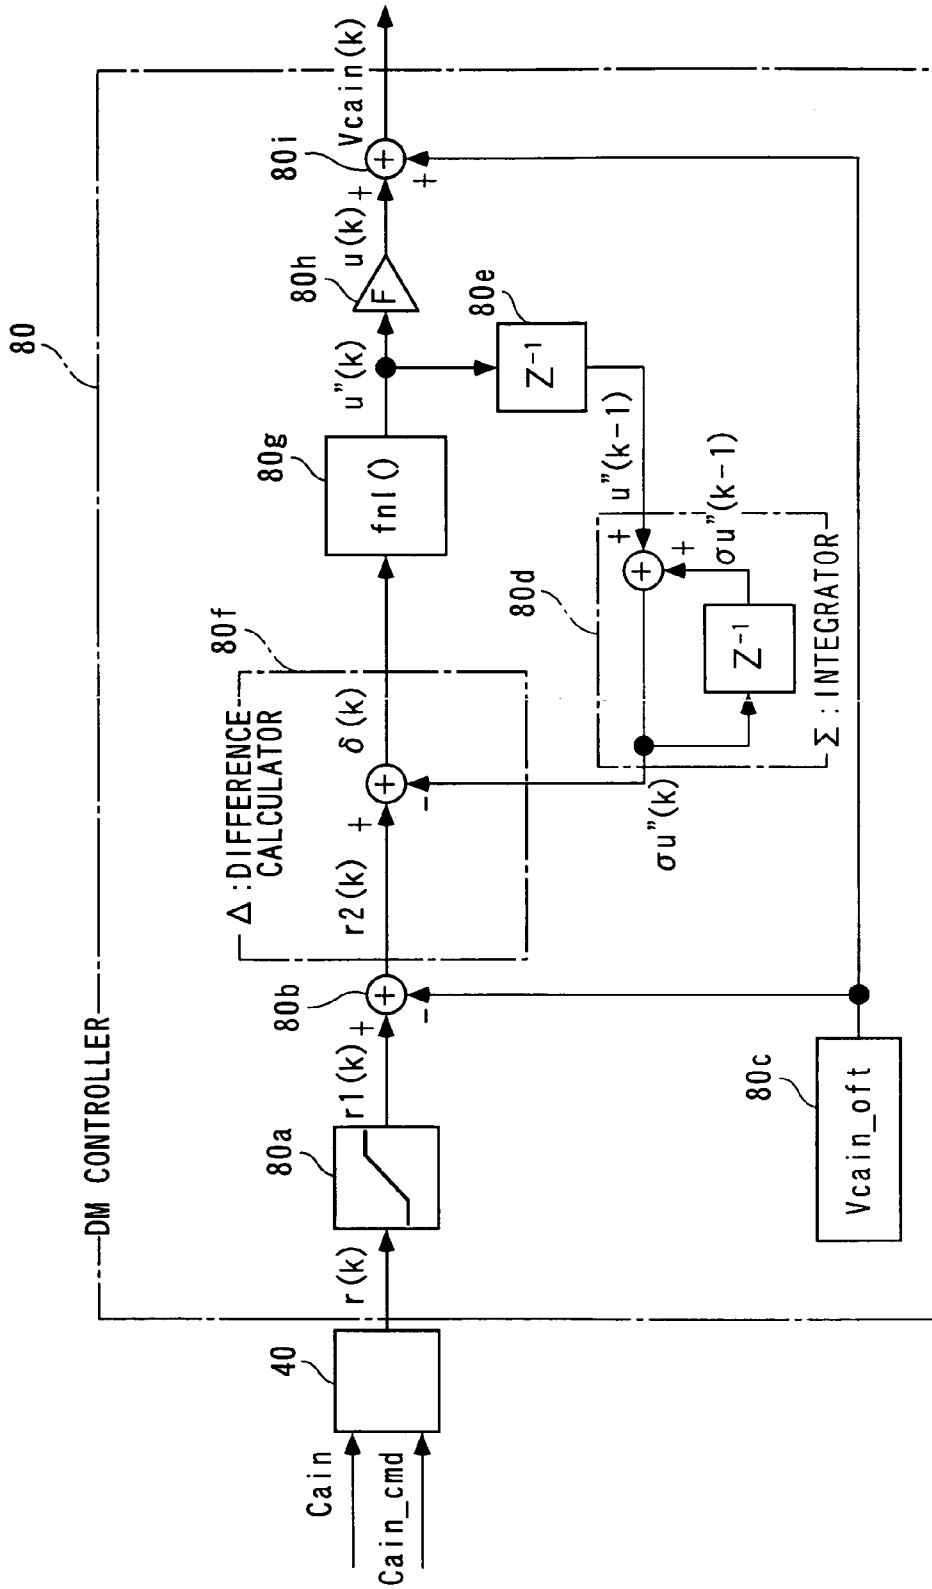 80
DM CONTROLLER
Cain
Cain_cmd
40
r(k)
80a
r1(k)
+
-
80b
+
Δ:DIFFERENCE
CALCULATOR
80f
r2(k)
+
-
+
δ(k)
80g
fnl()
u"(k)
80h
F
u(k)
80i
+
+
+
Vcain(k)
80e
Z⁻¹
u"(k-1)
80d
+
+
+
σu"(k-1)
Z⁻¹
σu"(k)
Σ:INTEGRATOR
80c
Vcain_oft